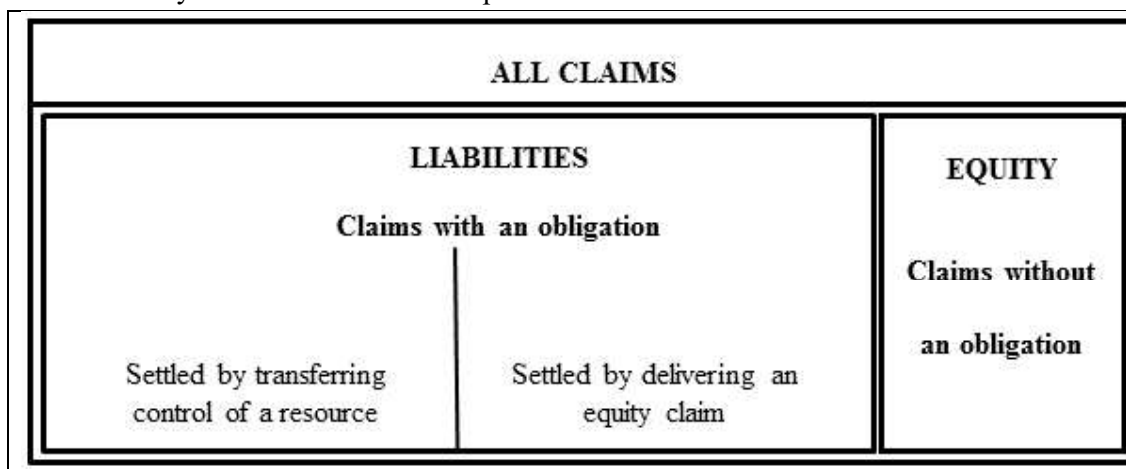 ALL CLAIMS
LIABILITIES
Claims with an obligation
Settled by transferring
control of a resource
Settled by delivering an
equity claim
EQUITY
Claims without
an obligation